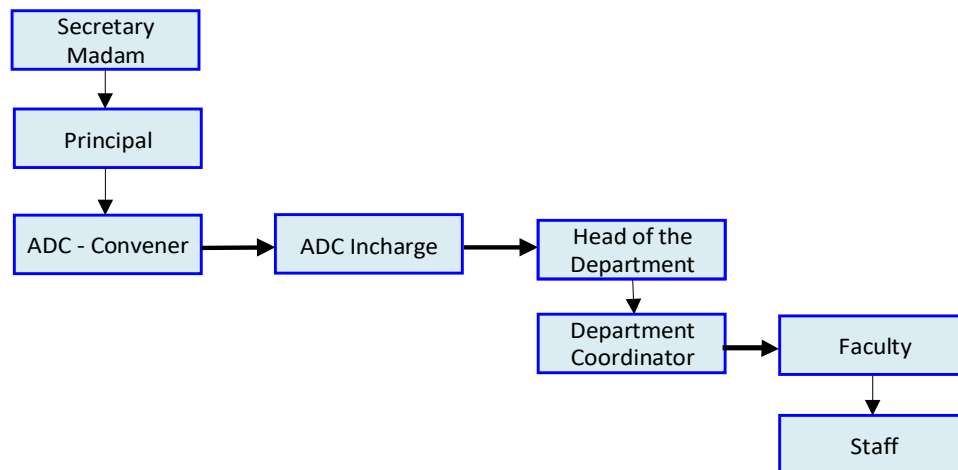 Secretary
Madam
Principal
ADC - Convener
ADC Incharge
Head of the
Department
Department
Coordinator
Faculty
Staff